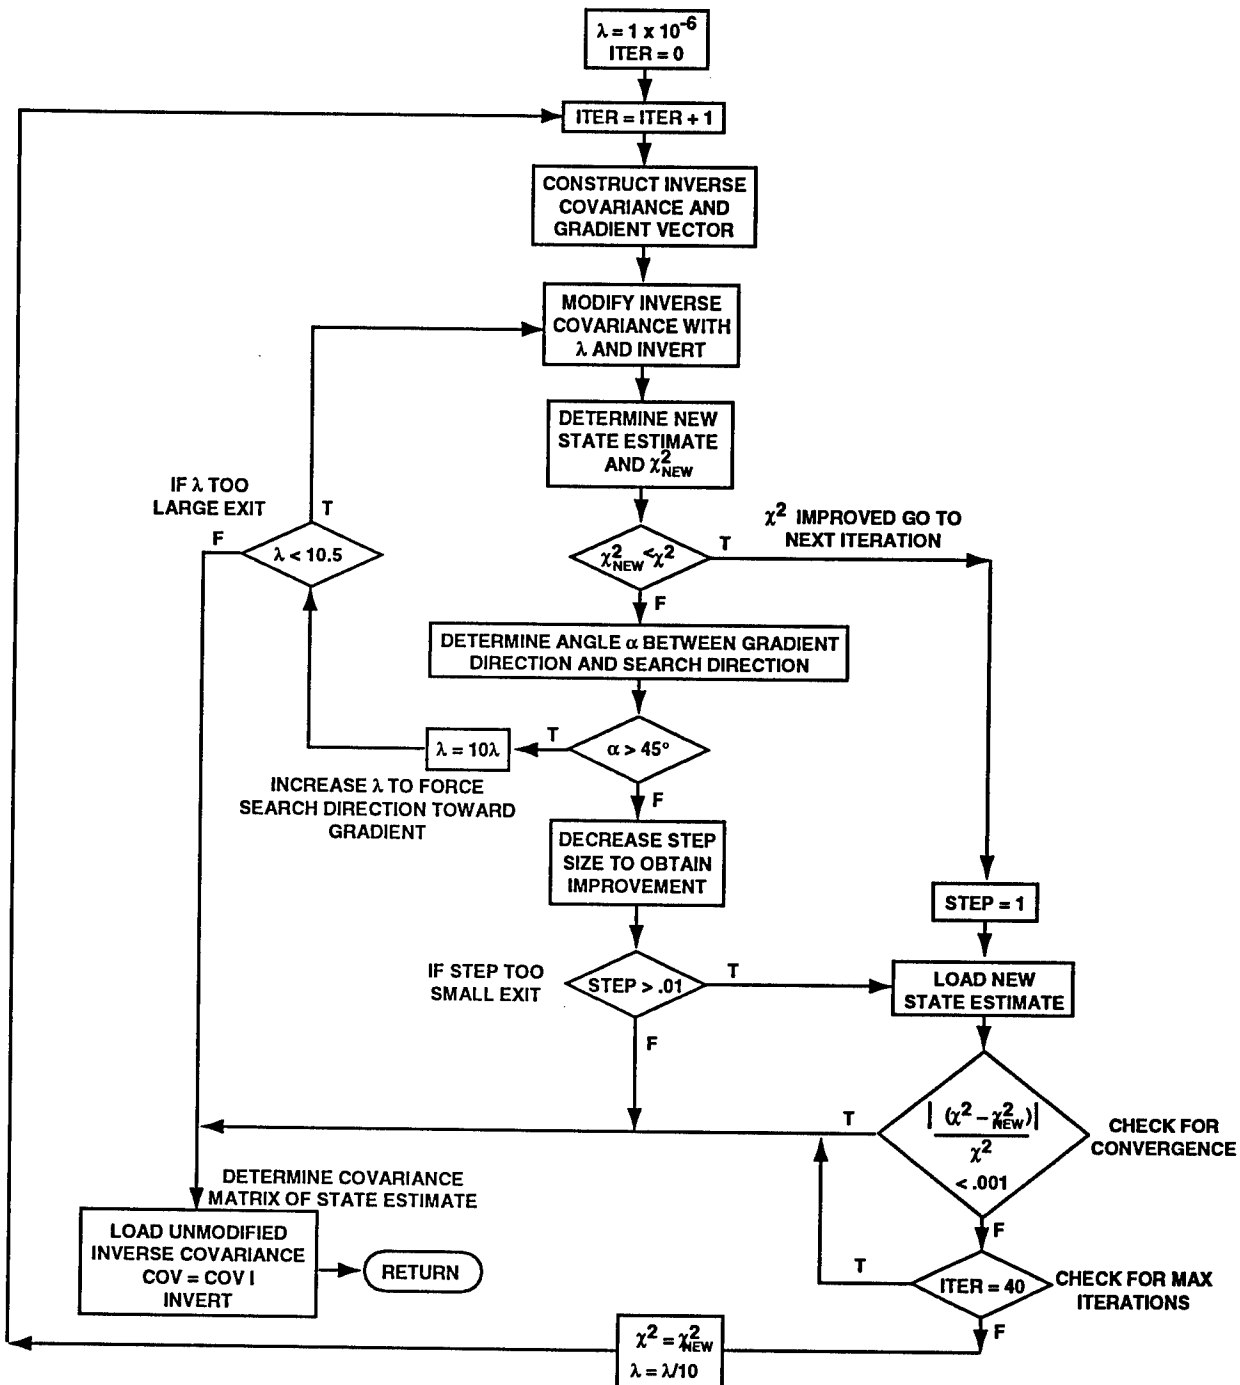 λ = 1 x 10⁻⁶
ITER = 0
ITER = ITER + 1
CONSTRUCT INVERSE
COVARIANCE AND
GRADIENT VECTOR
MODIFY INVERSE
COVARIANCE WITH
λ AND INVERT
DETERMINE NEW
STATE ESTIMATE
AND χ²NEW
IF λ TOO
LARGE EXIT
T
F
λ < 10.5
χ²NEW < χ²
T
χ² IMPROVED GO TO
NEXT ITERATION
F
DETERMINE ANGLE α BETWEEN GRADIENT
DIRECTION AND SEARCH DIRECTION
α > 45°
T
λ = 10λ
INCREASE λ TO FORCE
SEARCH DIRECTION TOWARD
GRADIENT
F
DECREASE STEP
SIZE TO OBTAIN
IMPROVEMENT
STEP = 1
IF STEP TOO
SMALL EXIT
STEP > .01
T
LOAD NEW
STATE ESTIMATE
F
T
| (χ² – χ²NEW)|
χ²
< .001
CHECK FOR
CONVERGENCE
F
DETERMINE COVARIANCE
MATRIX OF STATE ESTIMATE
LOAD UNMODIFIED
INVERSE COVARIANCE
COV = COV I
INVERT
RETURN
T
ITER = 40
CHECK FOR MAX
ITERATIONS
F
χ² = χ²NEW
λ = λ/10